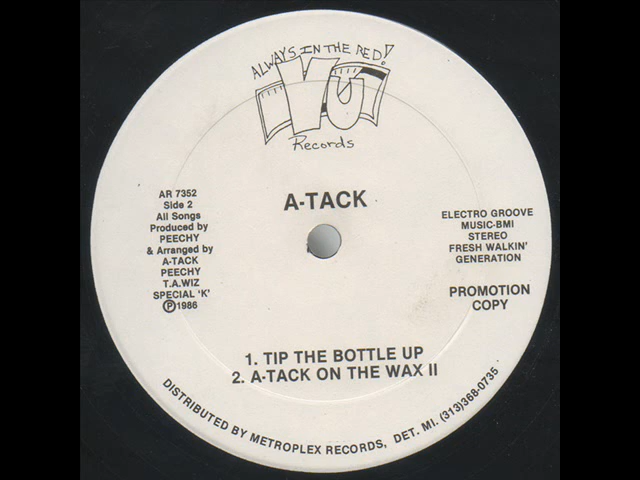 ALWAYS IN THE RED!
VU
Records
A-TACK
AR 7352
Side 2
All Songs
Produced by
PEECHY
& Arranged by
A-TACK
PEECHY
T.A.WIZ
SPECIAL 'K'
Ⓟ1986
ELECTRO GROOVE
MUSIC-BMI
STEREO
FRESH WALKIN'
GENERATION
PROMOTION
COPY
1. TIP THE BOTTLE UP
2. A-TACK ON THE WAX II
DISTRIBUTED BY METROPLEX RECORDS, DET. MI. (313)368-0735